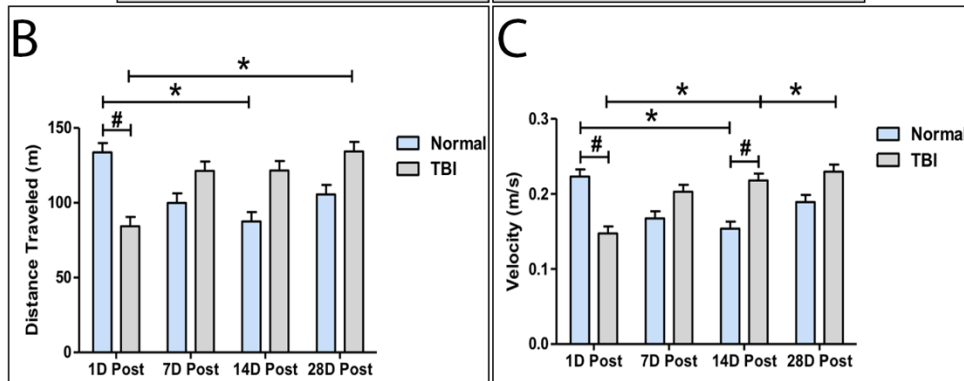 B
*
*
#
Distance Traveled (m)
150
100
50
0
1D Post 7D Post 14D Post 28D Post
Normal
TBI
C
* *
*
# #
Velocity (m/s)
0.3
0.2
0.1
0.0
1D Post 7D Post 14D Post 28D Post
Normal
TBI